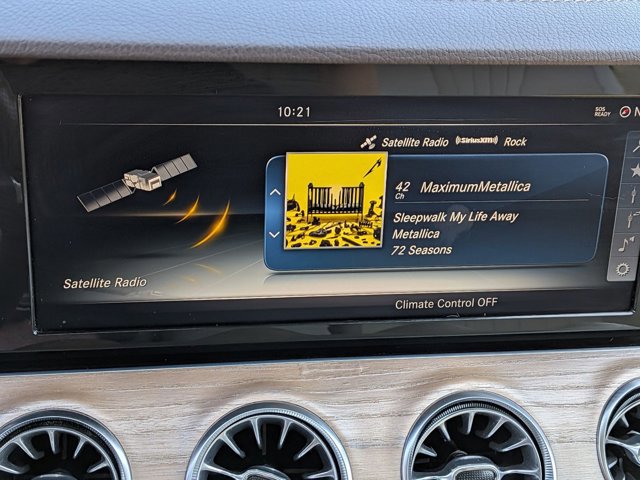 10:21
SOS
READY
N
Satellite Radio SiriusXM Rock
42
Ch
MaximumMetallica
Sleepwalk My Life Away
Metallica
72 Seasons
Satellite Radio
Climate Control OFF